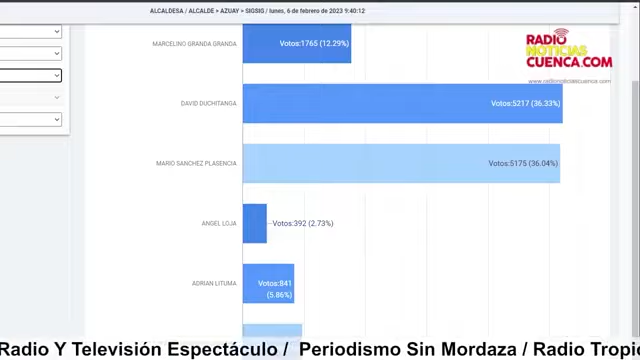 ALCALDESA / ALCALDE > AZUAY > SIGSIG / lunes, 6 de febrero de 2023 9:40:12
MARCELINO GRANDA GRANDA
Votos:1765 (12.29%)
RADIO
NOTICIAS
CUENCA.COM
www.radionoticiascuenca.com
DAVID DUCHITANGA
Votos:5217 (36.33%)
MARIO SANCHEZ PLASENCIA
Votos:5175 (36.04%)
ANGEL LOJA
Votos:392 (2.73%)
ADRIAN LITUMA
Votos:841
(5.86%)
Radio Y Televisión Espectáculo / Periodismo Sin Mordaza / Radio Tropic